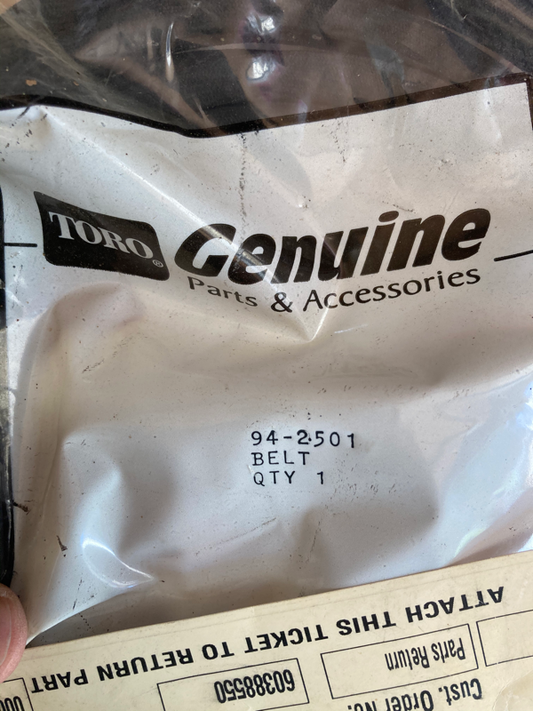 TORO®
Genuine
Parts & Accessories
94-2501
BELT
QTY 1
ATTACH THIS TICKET TO RETURN PART
Parts Return
60388550
Cust. Order No.